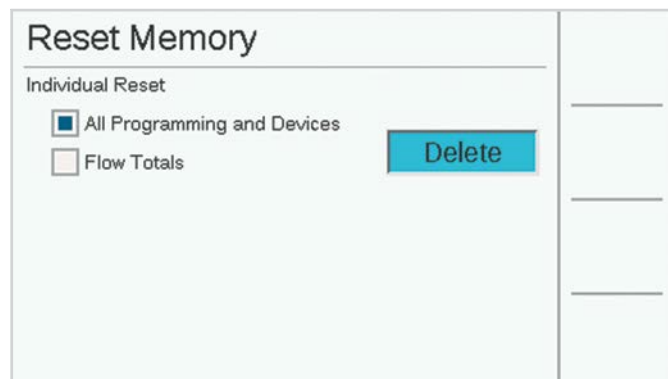 Reset Memory
Individual Reset
All Programming and Devices
Delete
Flow Totals